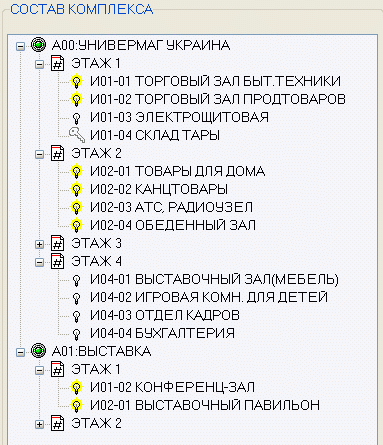 СОСТАВ КОМПЛЕКСА
А00:УНИВЕРМАГ УКРАИНА
ЭТАЖ 1
И01-01 ТОРГОВЫЙ ЗАЛ БЫТ.ТЕХНИКИ
И01-02 ТОРГОВЫЙ ЗАЛ ПРОДТОВАРОВ
И01-03 ЭЛЕКТРОЩИТОВАЯ
И01-04 СКЛАД ТАРЫ
ЭТАЖ 2
И02-01 ТОВАРЫ ДЛЯ ДОМА
И02-02 КАНЦТОВАРЫ
И02-03 АТС, РАДИОУЗЕЛ
И02-04 ОБЕДЕННЫЙ ЗАЛ
ЭТАЖ 3
ЭТАЖ 4
И04-01 ВЫСТАВОЧНЫЙ ЗАЛ(МЕБЕЛЬ)
И04-02 ИГРОВАЯ КОМН. ДЛЯ ДЕТЕЙ
И04-03 ОТДЕЛ КАДРОВ
И04-04 БУХГАЛТЕРИЯ
А01:ВЫСТАВКА
ЭТАЖ 1
И01-02 КОНФЕРЕНЦ-ЗАЛ
И02-01 ВЫСТАВОЧНЫЙ ПАВИЛЬОН
ЭТАЖ 2